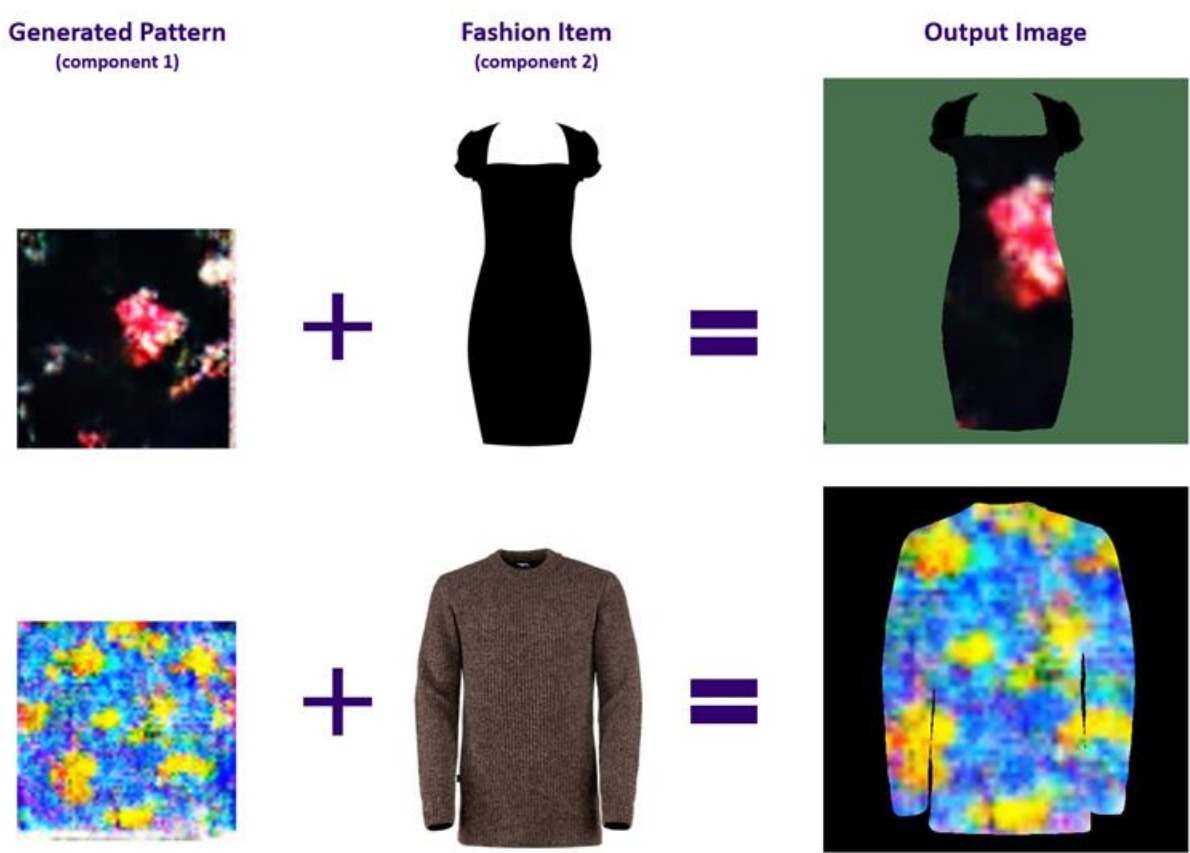 Generated Pattern
(component 1)
Fashion Item
(component 2)
Output Image